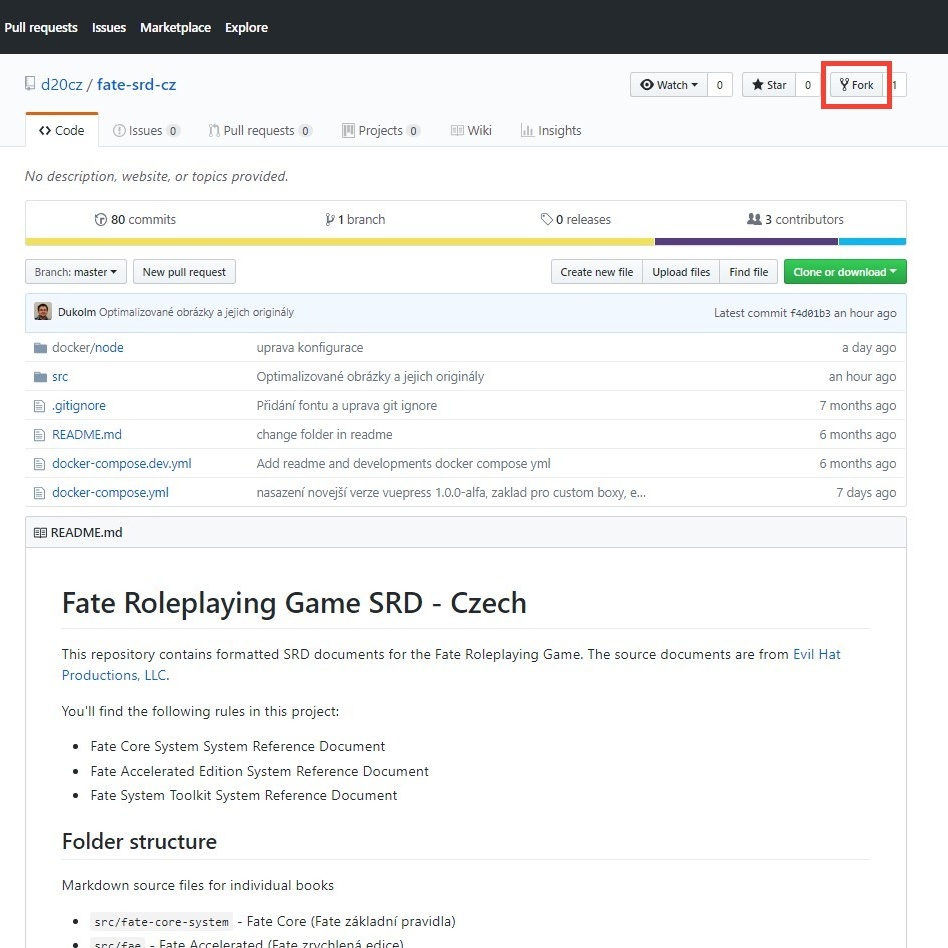 Pull requests Issues Marketplace Explore
d20cz / fate-srd-cz Watch 0 Star 0 Fork 1
Code Issues 0 Pull requests 0 Projects 0 Wiki Insights
No description, website, or topics provided.
80 commits 1 branch 0 releases 3 contributors
Branch: master New pull request Create new file Upload files Find file Clone or download
Dukolm Optimalizované obrázky a jejich originály Latest commit f4d01b3 an hour ago
docker/node uprava konfigurace a day ago
src Optimalizované obrázky a jejich originály an hour ago
.gitignore Přidání fontu a uprava git ignore 7 months ago
README.md change folder in readme 6 months ago
docker-compose.dev.yml Add readme and developments docker compose yml 6 months ago
docker-compose.yml nasazení novejší verze vuepress 1.0.0-alfa, zaklad pro custom boxy, e... 7 days ago
README.md
Fate Roleplaying Game SRD - Czech
This repository contains formatted SRD documents for the Fate Roleplaying Game. The source documents are from Evil Hat
Productions, LLC.
You'll find the following rules in this project:
• Fate Core System System Reference Document
• Fate Accelerated Edition System Reference Document
• Fate System Toolkit System Reference Document
Folder structure
Markdown source files for individual books
• src/fate-core-system - Fate Core (Fate základní pravidla)
• src/fae - Fate Accelerated (Fate zrychlená edice)